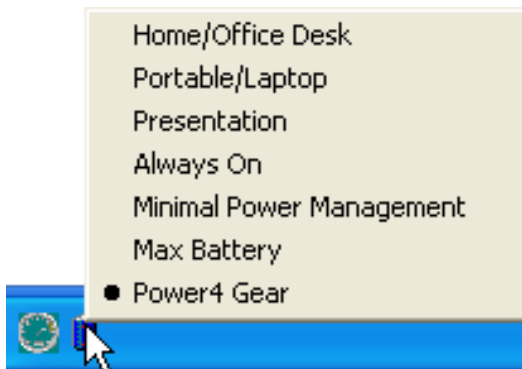 Home/Office Desk
Portable/Laptop
Presentation
Always On
Minimal Power Management
Max Battery
Power4 Gear